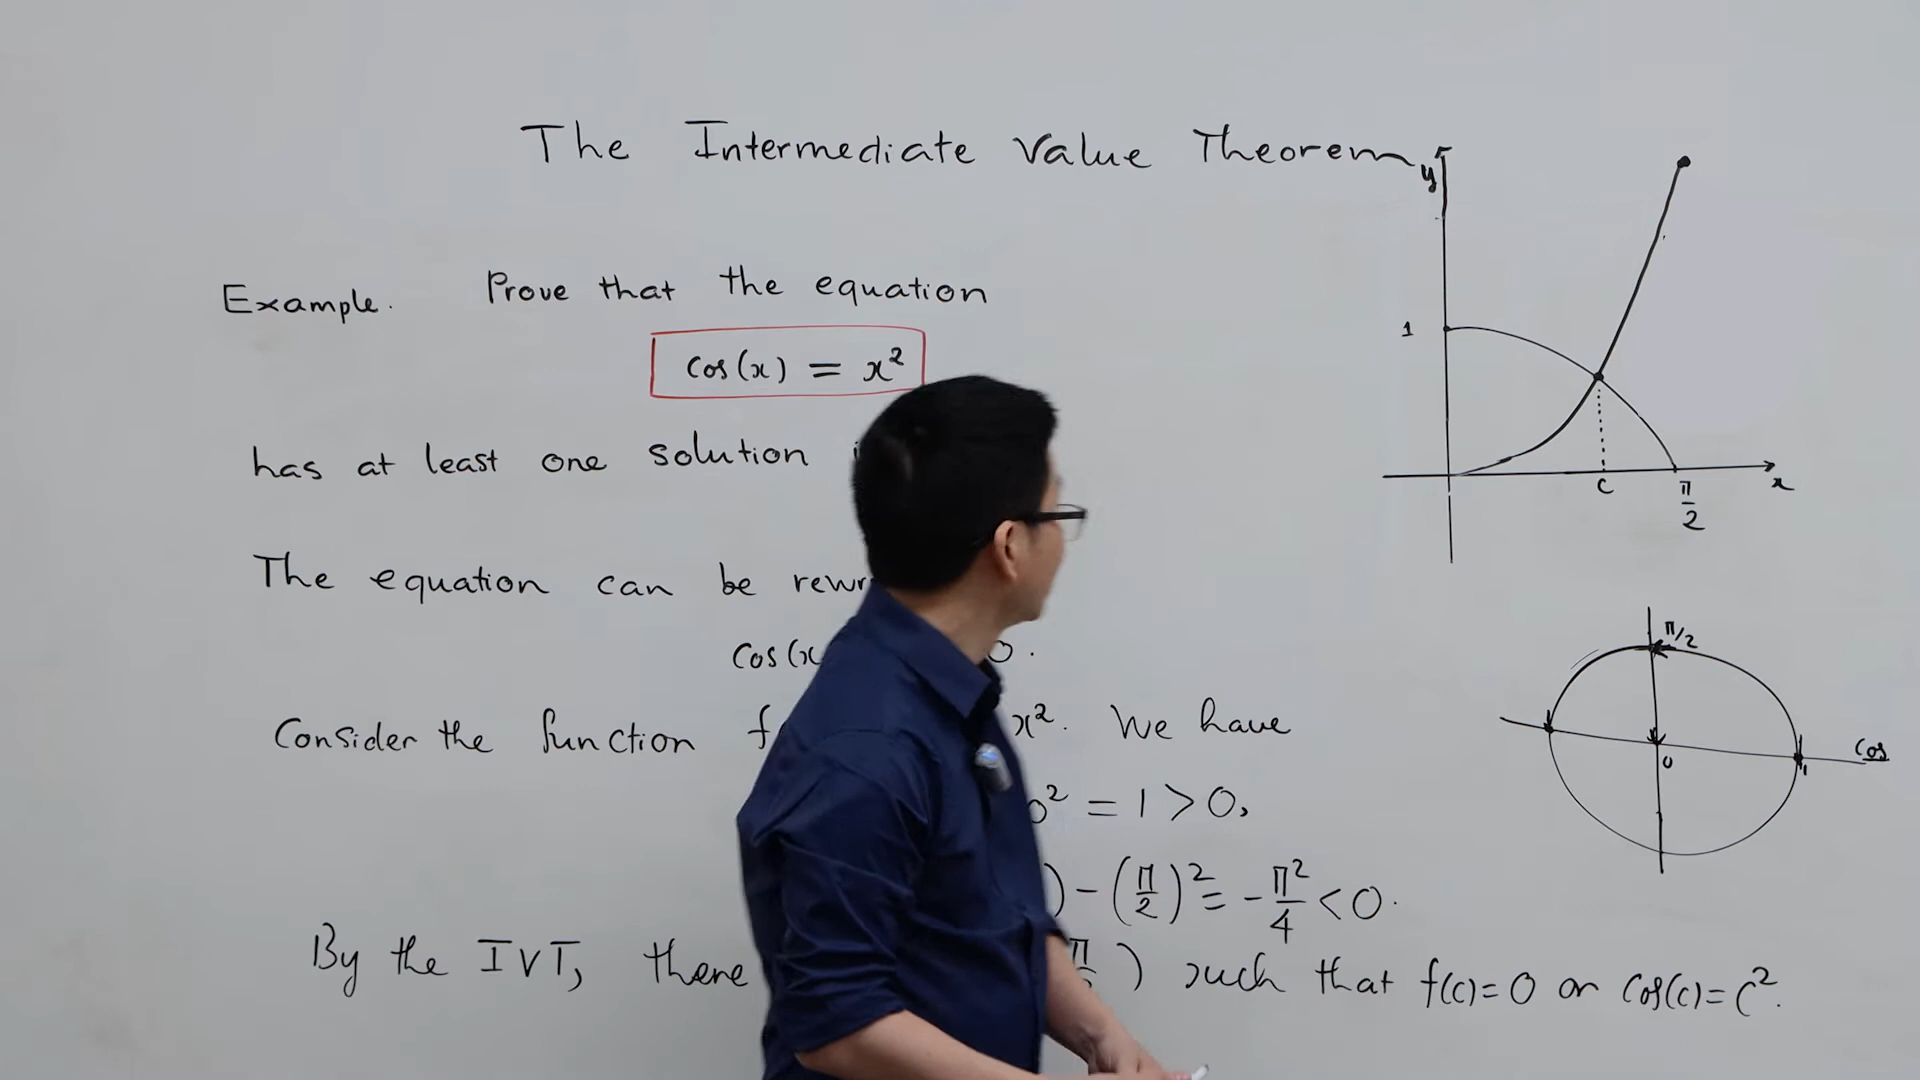 The Intermediate Value Theorem
Example. Prove that the equation
cos(x) = x²
has at least one solution
The equation can be
cos(x 0.
Consider the function f x². We have
0² = 1 > 0,
) - (π/2)² = - π²/4 < 0.
By the IVT, there ) such that f(c) = 0 or cos(c) = c².
y
1
c
π/2
x
π/2
0
1
cos